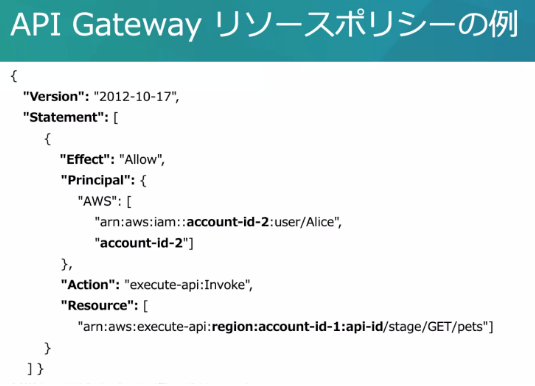 API Gateway リソースポリシーの例
{
"Version": "2012-10-17",
"Statement": [
{
"Effect": "Allow",
"Principal": {
"AWS": [
"arn:aws:iam::account-id-2:user/Alice",
"account-id-2"]
},
"Action": "execute-api:Invoke",
"Resource": [
"arn:aws:execute-api:region:account-id-1:api-id/stage/GET/pets"]
}
] }